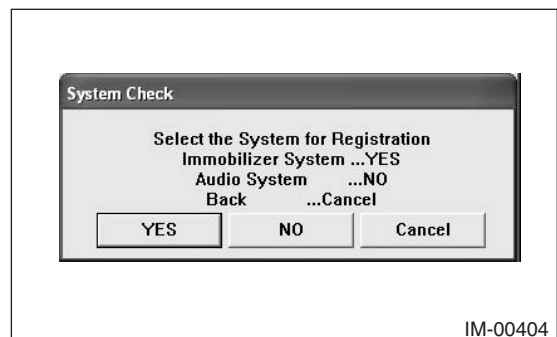 System Check
Select the System for Registration
Immobilizer System ...YES
Audio System ...NO
Back ...Cancel
YES NO Cancel
IM-00404